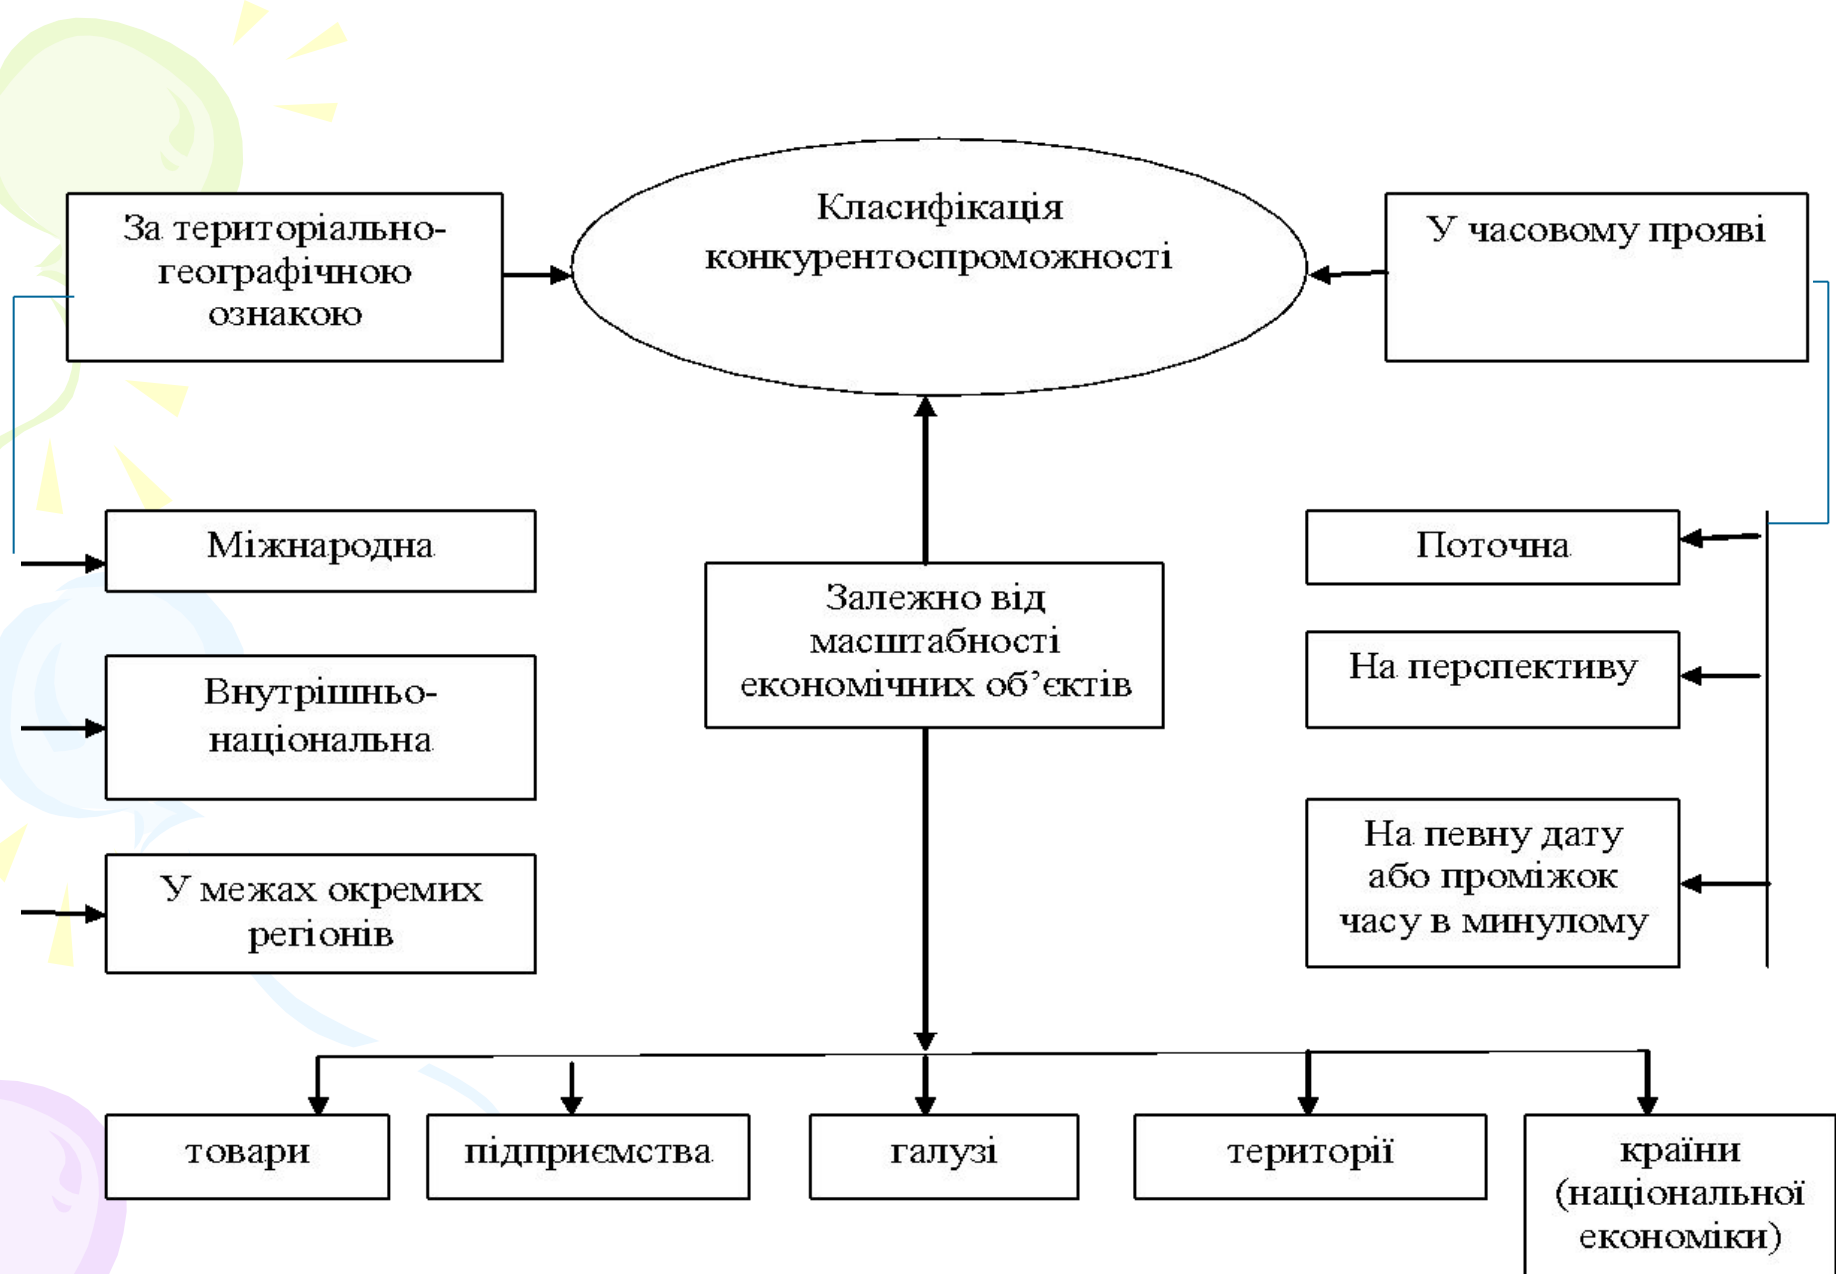 Класифікація
конкурентоспроможності
За територіально-
географічною
ознакою
У часовому прояві
Міжнародна
Внутрішньо-
національна
У межах окремих
регіонів
Залежно від
масштабності
економічних об’єктів
Поточна
На перспективу
На певну дату
або проміжок
часу в минулому
товари
підприємства
галузі
території
країни
(національної
економіки)